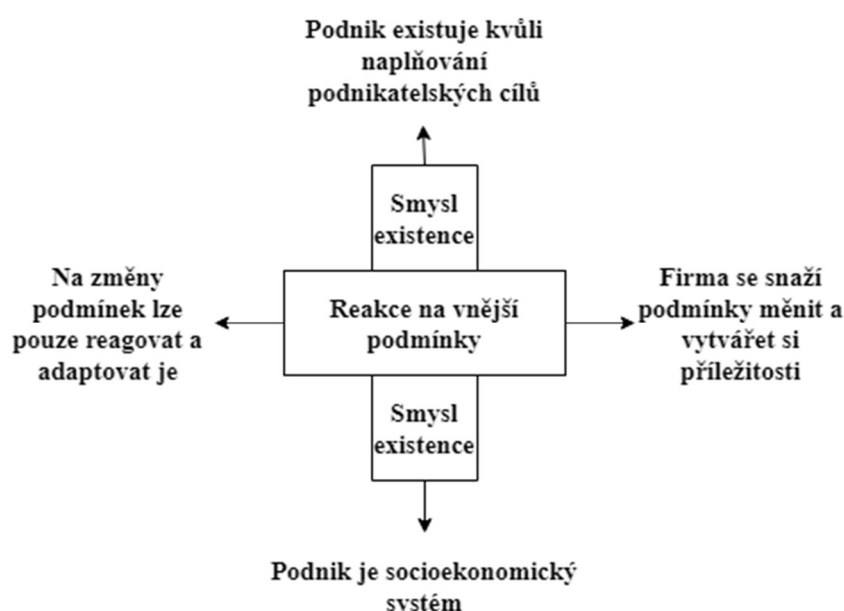 Podnik existuje kvůli
naplňování
podnikatelských cílů
Smysl
existence
Na změny
podmínek lze
pouze reagovat a
adaptovat je
Reakce na vnější
podmínky
Firma se snaží
podmínky měnit a
vytvářet si
příležitosti
Smysl
existence
Podnik je socioekonomický
systém